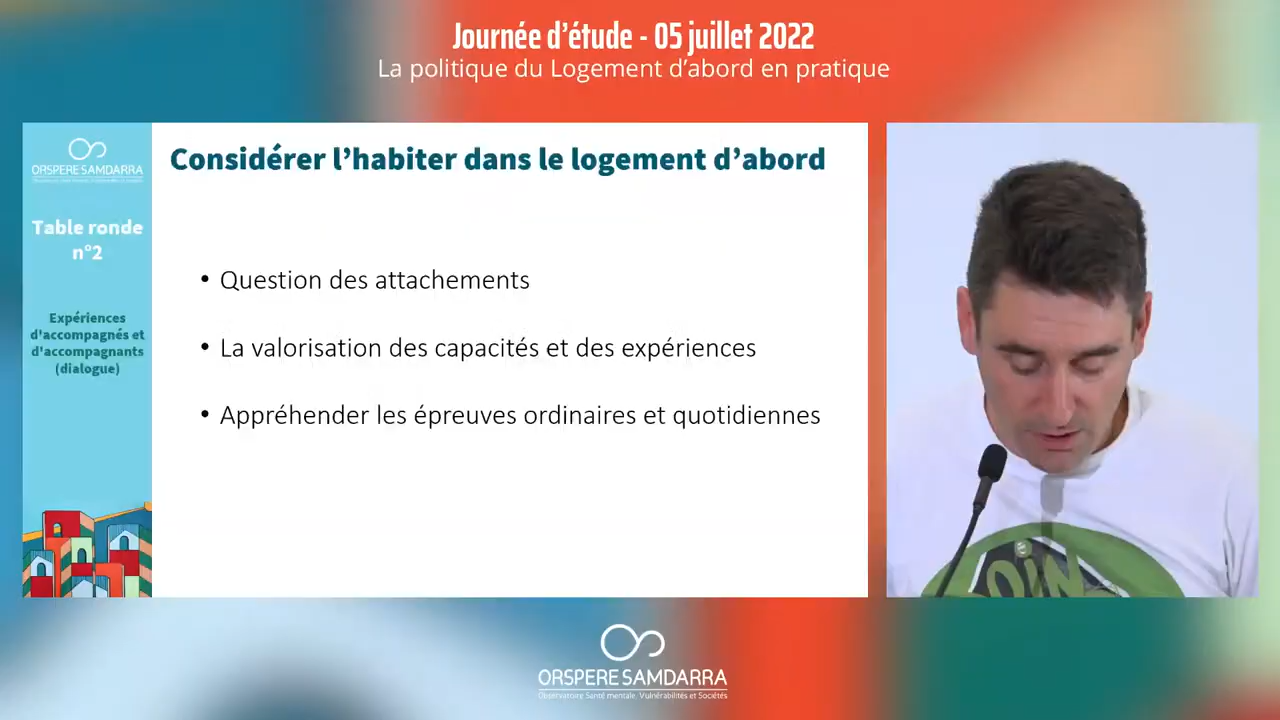 Journée d'étude - 05 juillet 2022
La politique du Logement d'abord en pratique
ORSPERE SAMDARRA
Table ronde
n°2
Expériences
d'accompagnés et
d'accompagnants
(dialogue)
Considérer l'habiter dans le logement d'abord
• Question des attachements
• La valorisation des capacités et des expériences
• Appréhender les épreuves ordinaires et quotidiennes
ORSPERE SAMDARRA
Observatoire Santé mentale, Vulnérabilités et Sociétés